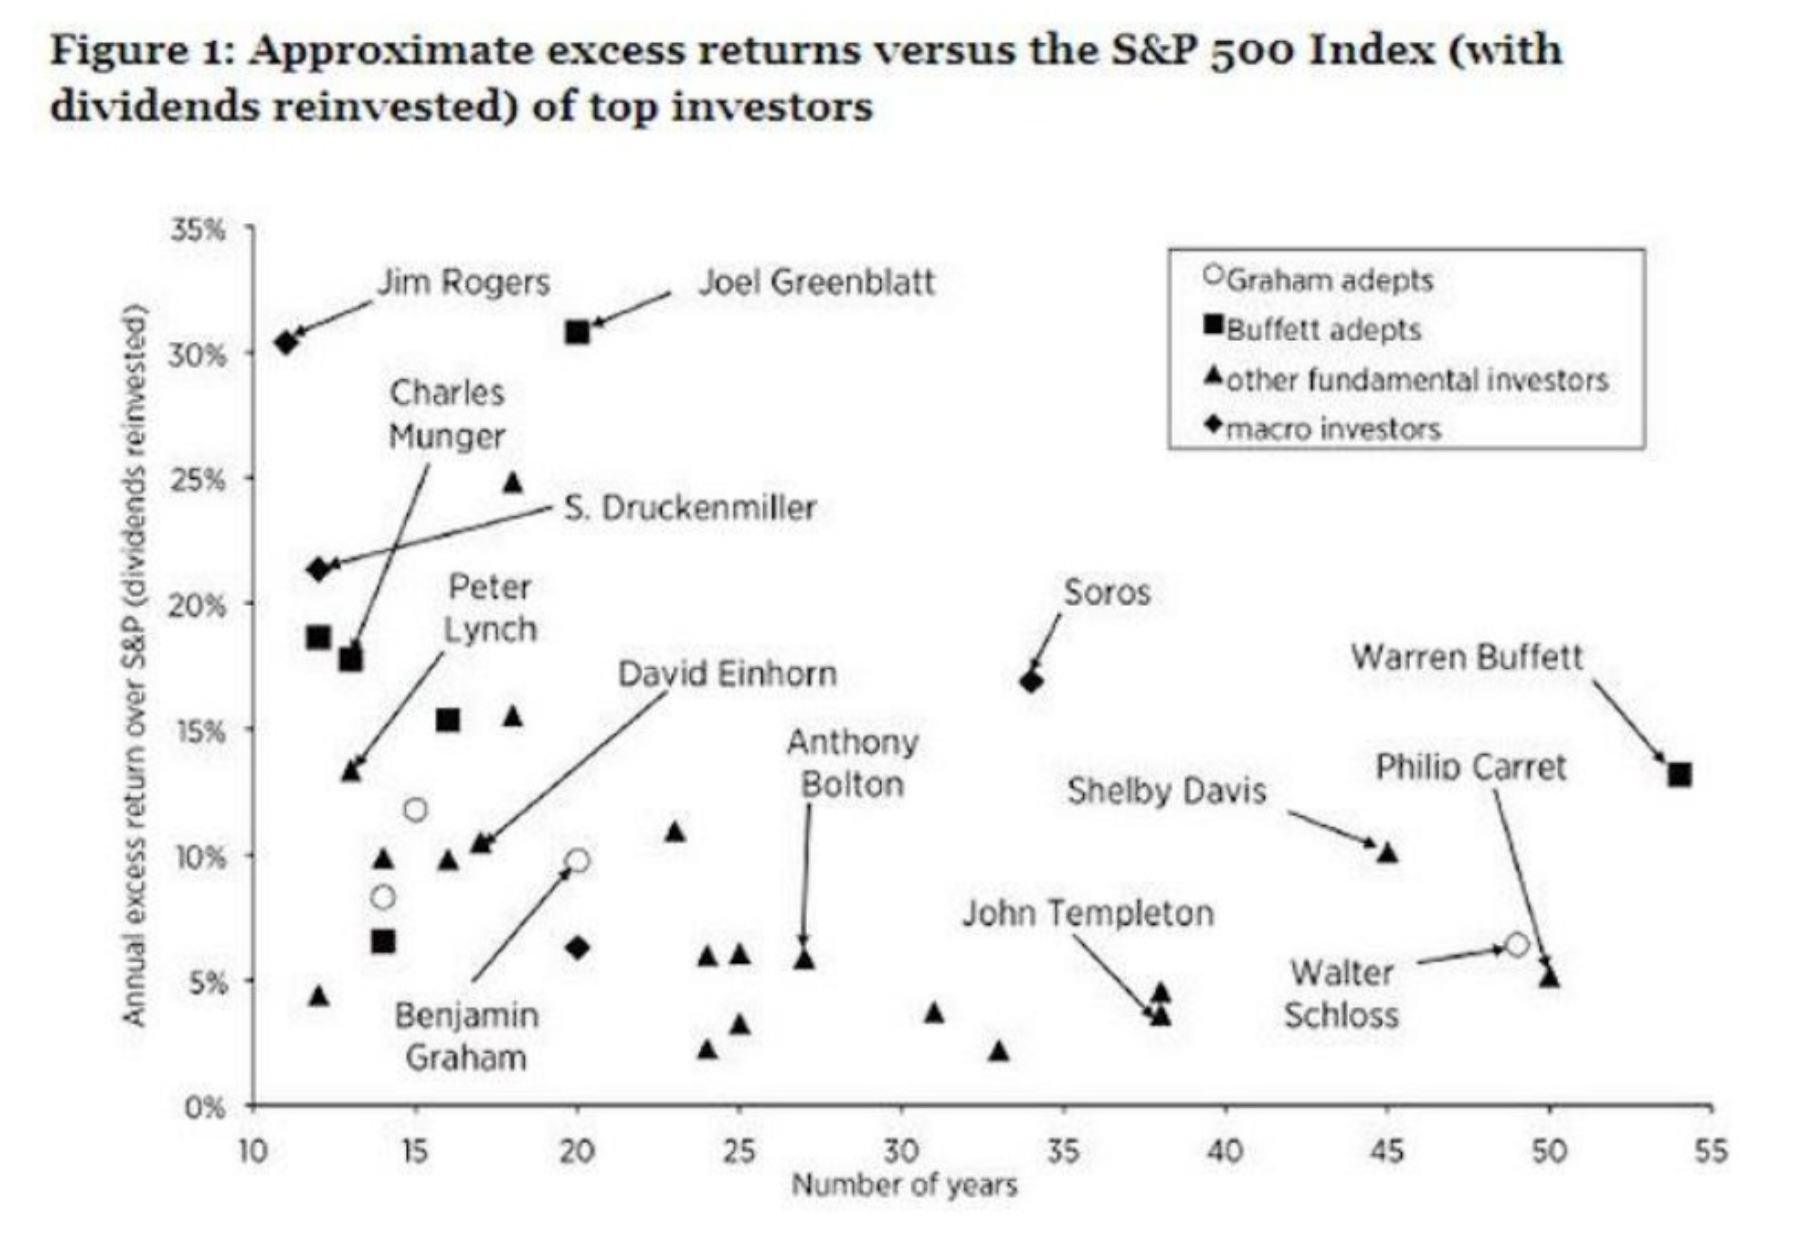 Figure 1: Approximate excess returns versus the S&P 500 Index (with
dividends reinvested) of top investors
Annual excess return over S&P (dividends reinvested)
35%
30%
25%
20%
15%
10%
5%
0%
Jim Rogers
Joel Greenblatt
Charles
Munger
S. Druckenmiller
Peter
Lynch
David Einhorn
Anthony
Bolton
Soros
Warren Buffett
Philip Carret
Shelby Davis
John Templeton
Walter
Schloss
Benjamin
Graham
Graham adepts
Buffett adepts
other fundamental investors
macro investors
10
15
20
25
30
35
40
45
50
55
Number of years